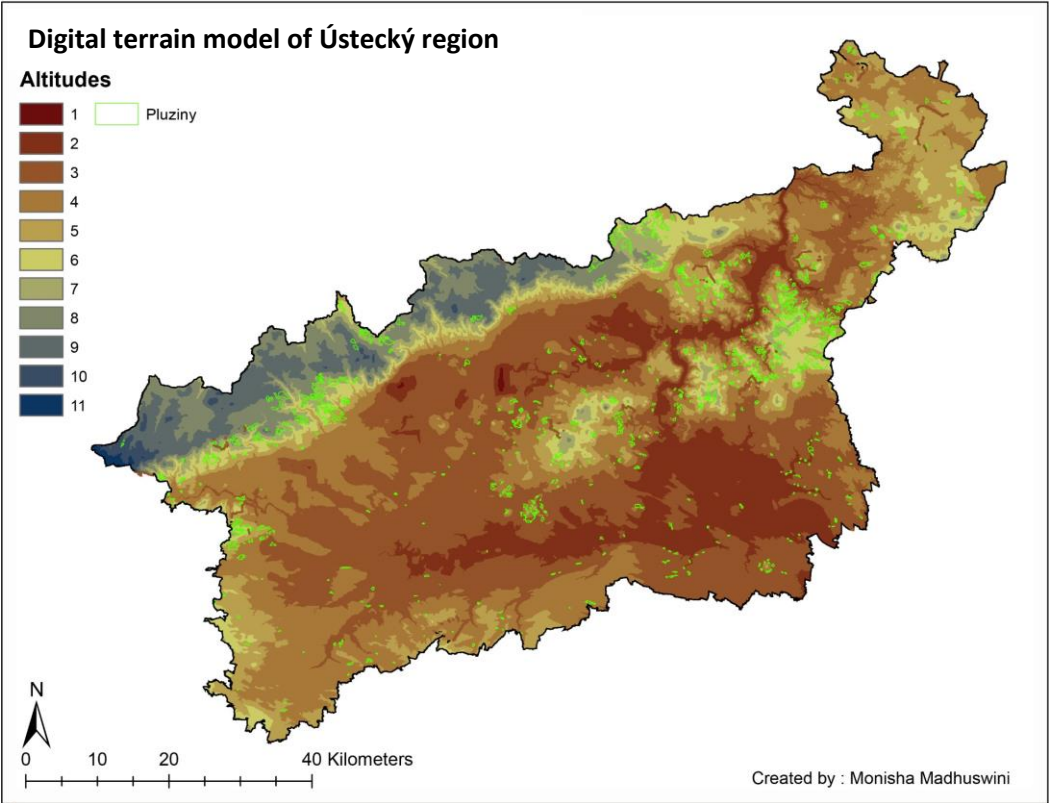 Digital terrain model of Ústecký region
Altitudes
1 Pluziny
2
3
4
5
6
7
8
9
10
11
N
0 10 20 40 Kilometers
Created by : Monisha Madhuswini